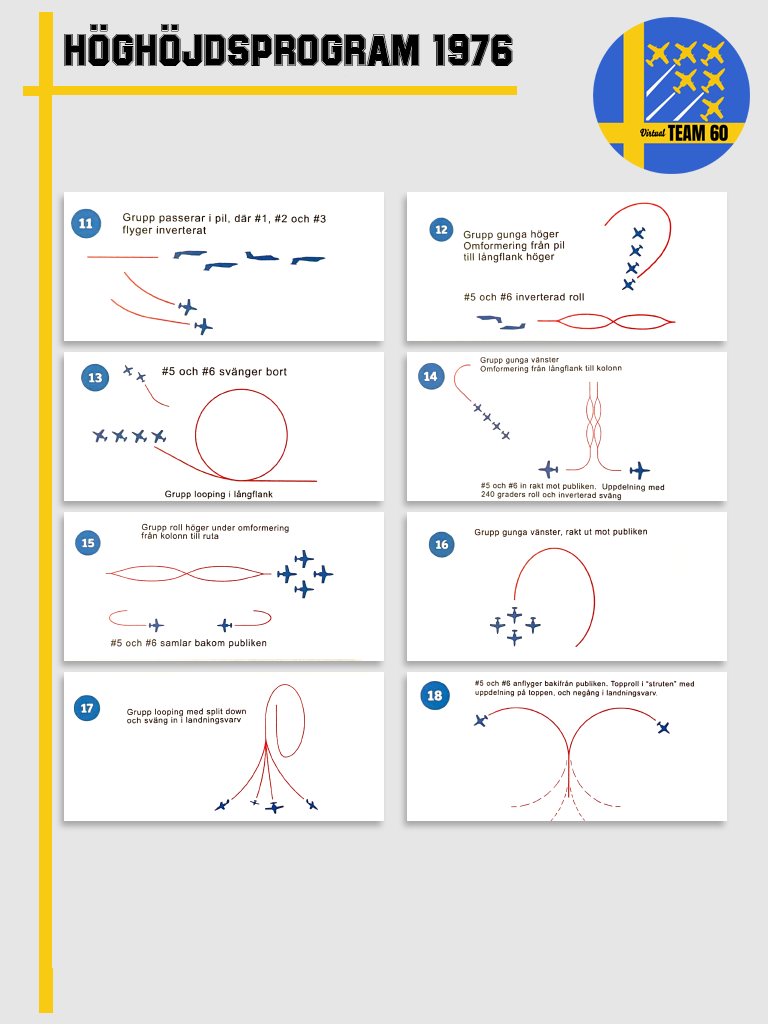 HÖGHÖJDSPROGRAM 1976
Virtual TEAM 60
11
Grupp passerar i pil, där #1, #2 och #3
flyger inverterat
12
Grupp gunga höger
Omformering från pil
till långflank höger
#5 och #6 inverterad roll
13
#5 och #6 svänger bort
Grupp looping i långflank
14
Grupp gunga vänster
Omformering från långflank till kolonn
#5 och #6 in rakt mot publiken. Uppdelning med
240 graders roll och inverterad sväng
15
Grupp roll höger under omformering
från kolonn till ruta
#5 och #6 samlar bakom publiken
16
Grupp gunga vänster, rakt ut mot publiken
17
Grupp looping med split down
och sväng in i landningsvarv
18
#5 och #6 anflyger bakifrån publiken. Topproll i "struten" med
uppdelning på toppen, och negång i landningsvarv.